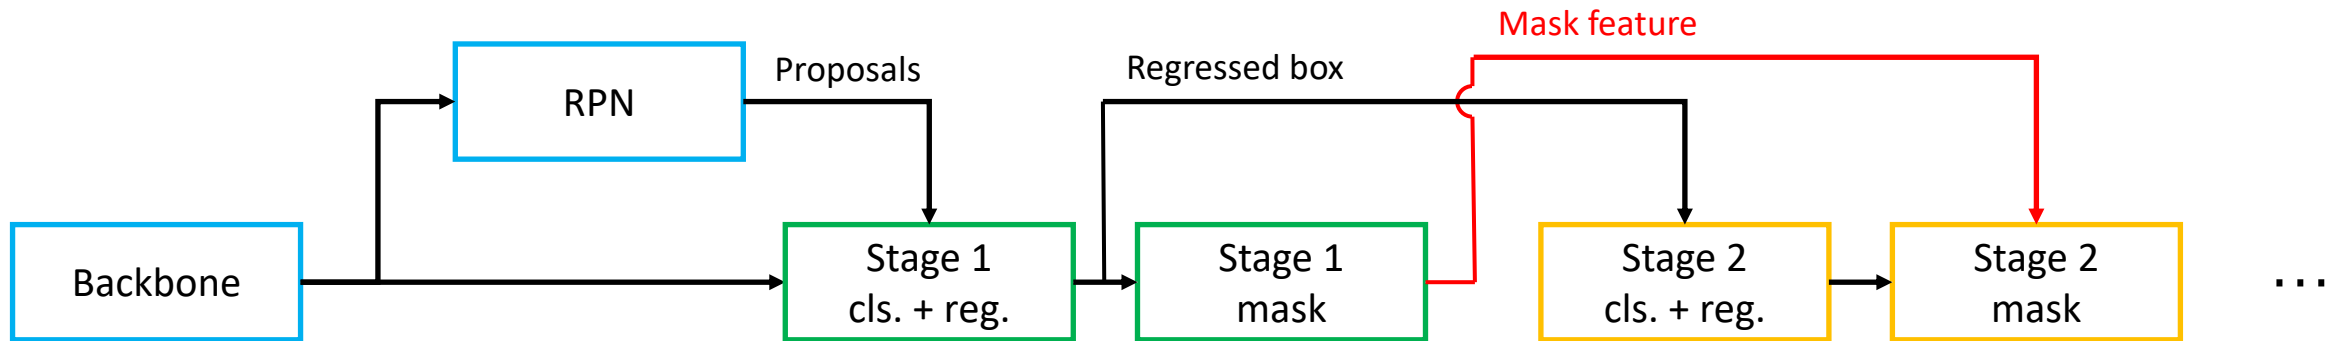 Mask feature
Proposals
Regressed box
RPN
Backbone
Stage 1
cls. + reg.
Stage 1
mask
Stage 2
cls. + reg.
Stage 2
mask
...